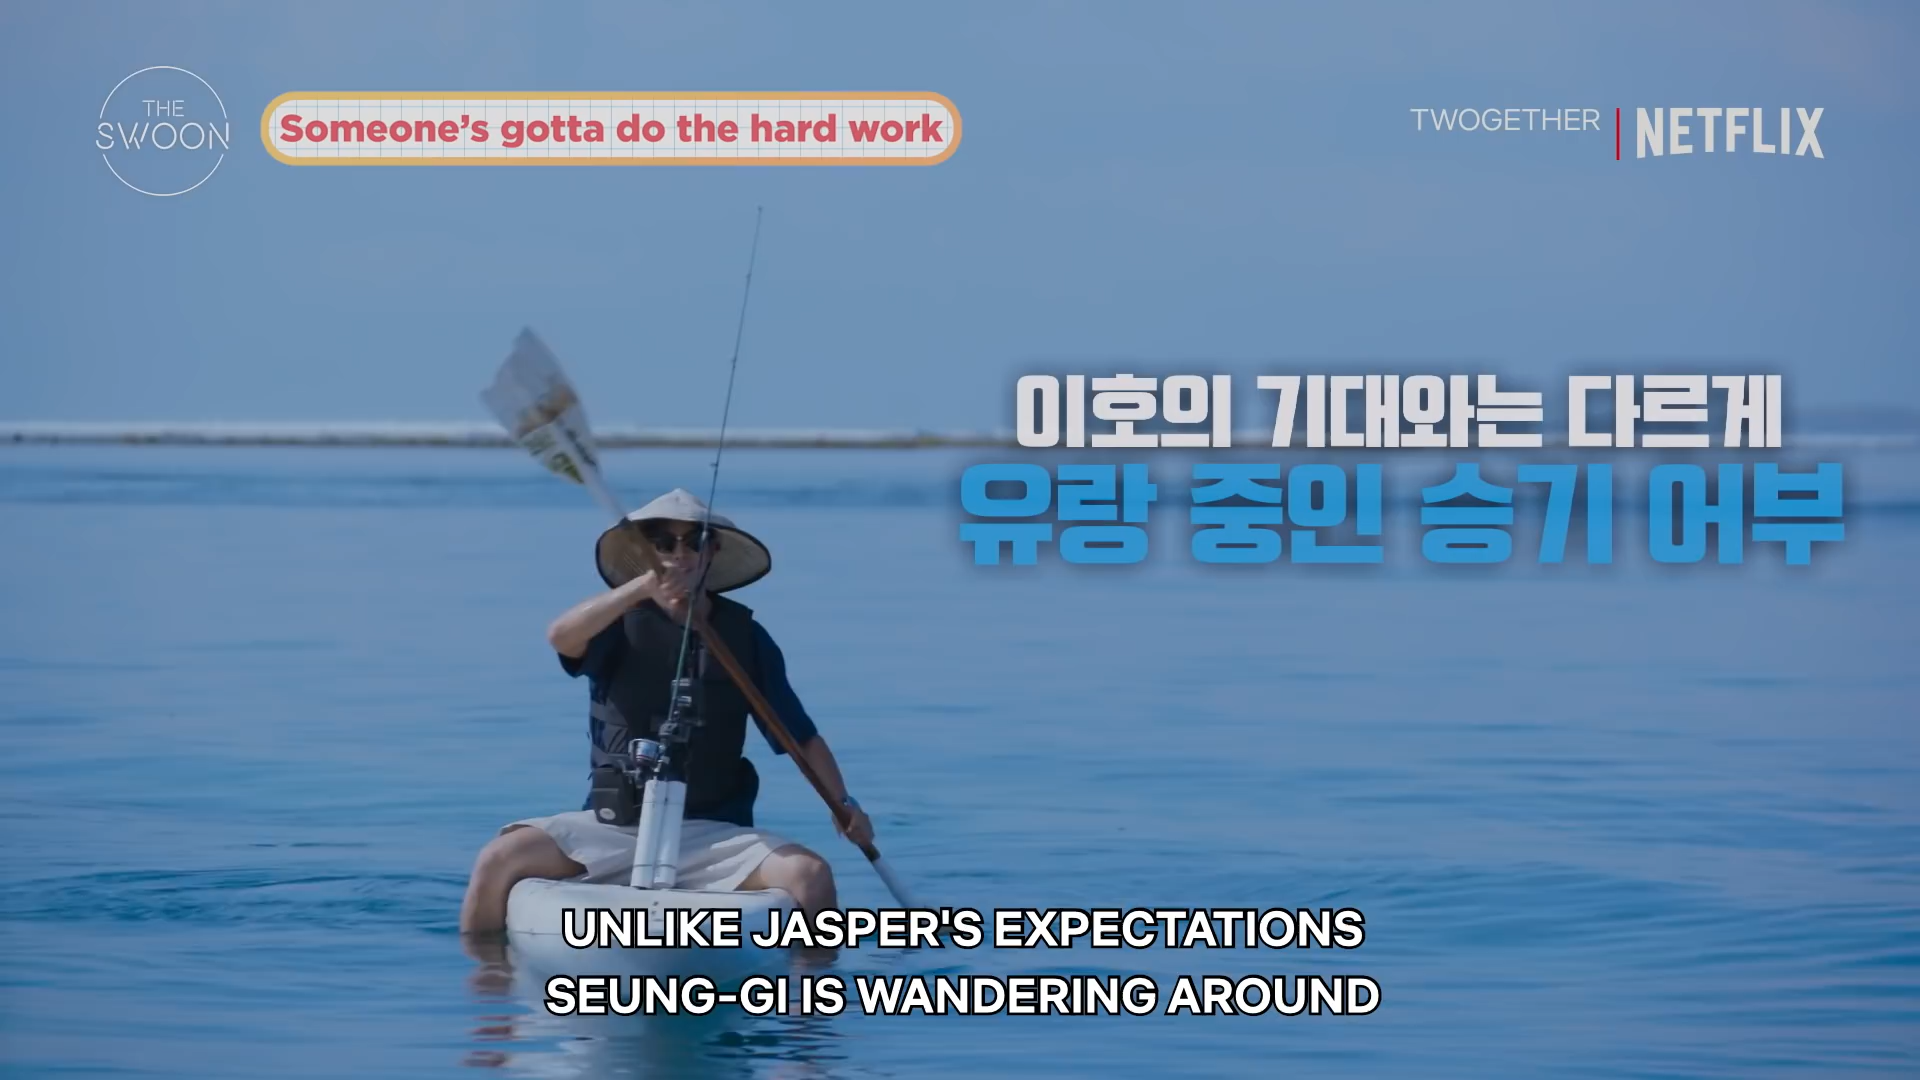 THE
SWOON
Someone's gotta do the hard work
TWOGETHER
NETFLIX
이호의 기대와는 다르게
유랑 중인 승기 어부
UNLIKE JASPER'S EXPECTATIONS
SEUNG-GI IS WANDERING AROUND